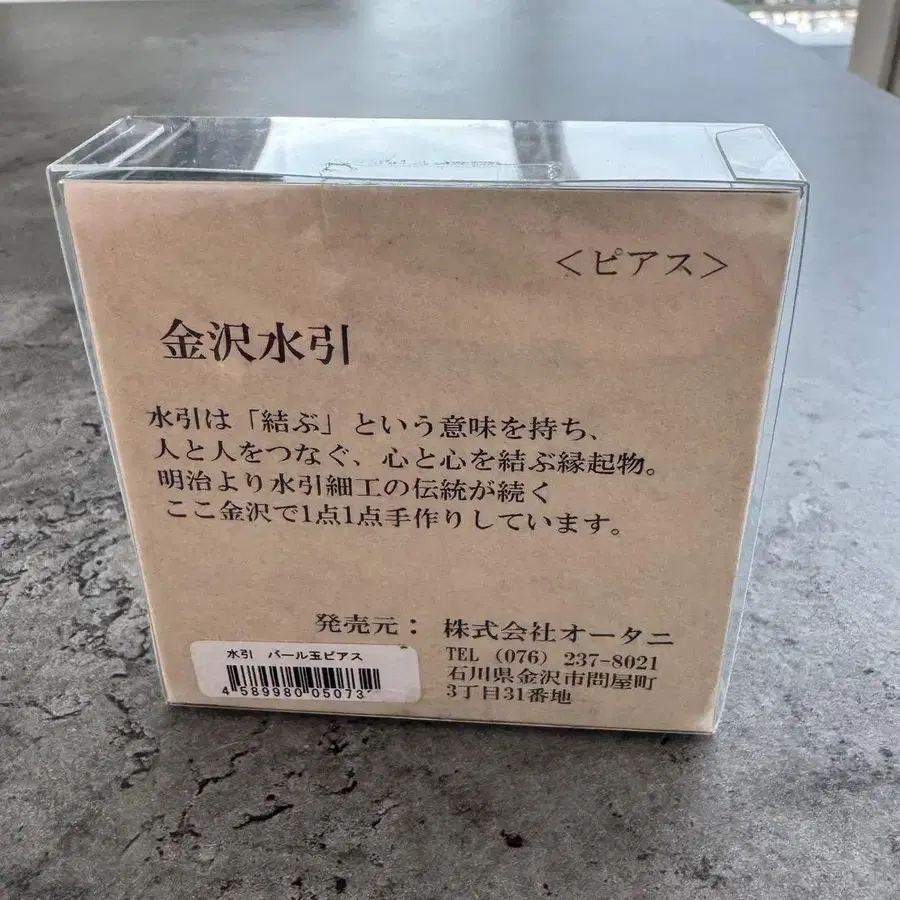 ＜ピアス＞
金沢水引
水引は「結ぶ」という意味を持ち、
人と人をつなぐ、心と心を結ぶ縁起物。
明治より水引細工の伝統が続く
ここ金沢で1点1点手作りしています。
発売元： 株式会社オータニ
TEL (076) 237-8021
石川県金沢市問屋町
3丁目31番地
水引 パール玉ピアス
4 589980 05073